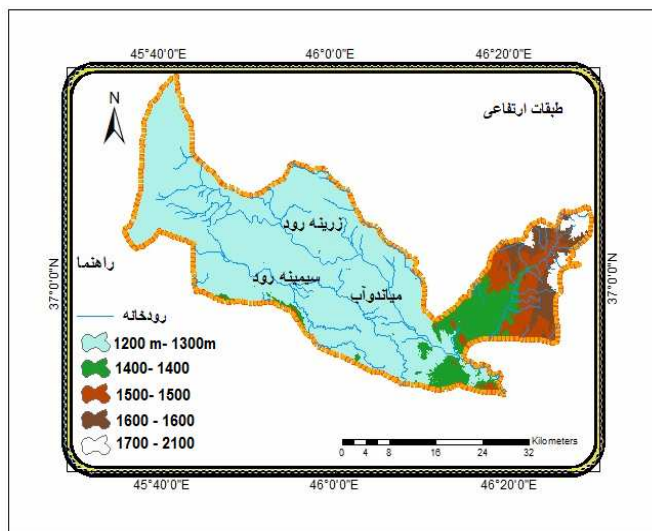 45°40'0"E 46°0'0"E 46°20'0"E
N
طبقات ارتفاعی
زرینه رود
سیمینه رود
میاندوآب
37°0'0"N
37°0'0"N
راهنما
رودخانه
1200 m- 1300m
1400- 1400
1500- 1500
1600 - 1600
1700 - 2100
Kilometers
0 4 8 16 24 32
45°40'0"E 46°0'0"E 46°20'0"E